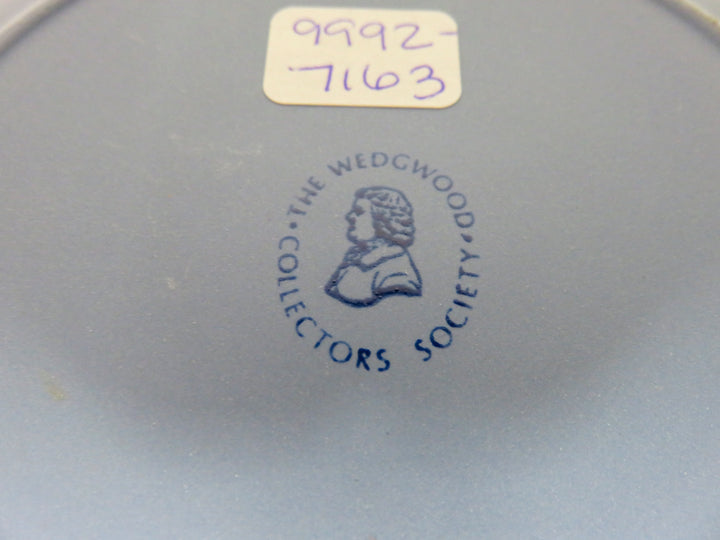 9992-
7163
THE WEDGWOOD
COLLECTORS SOCIETY